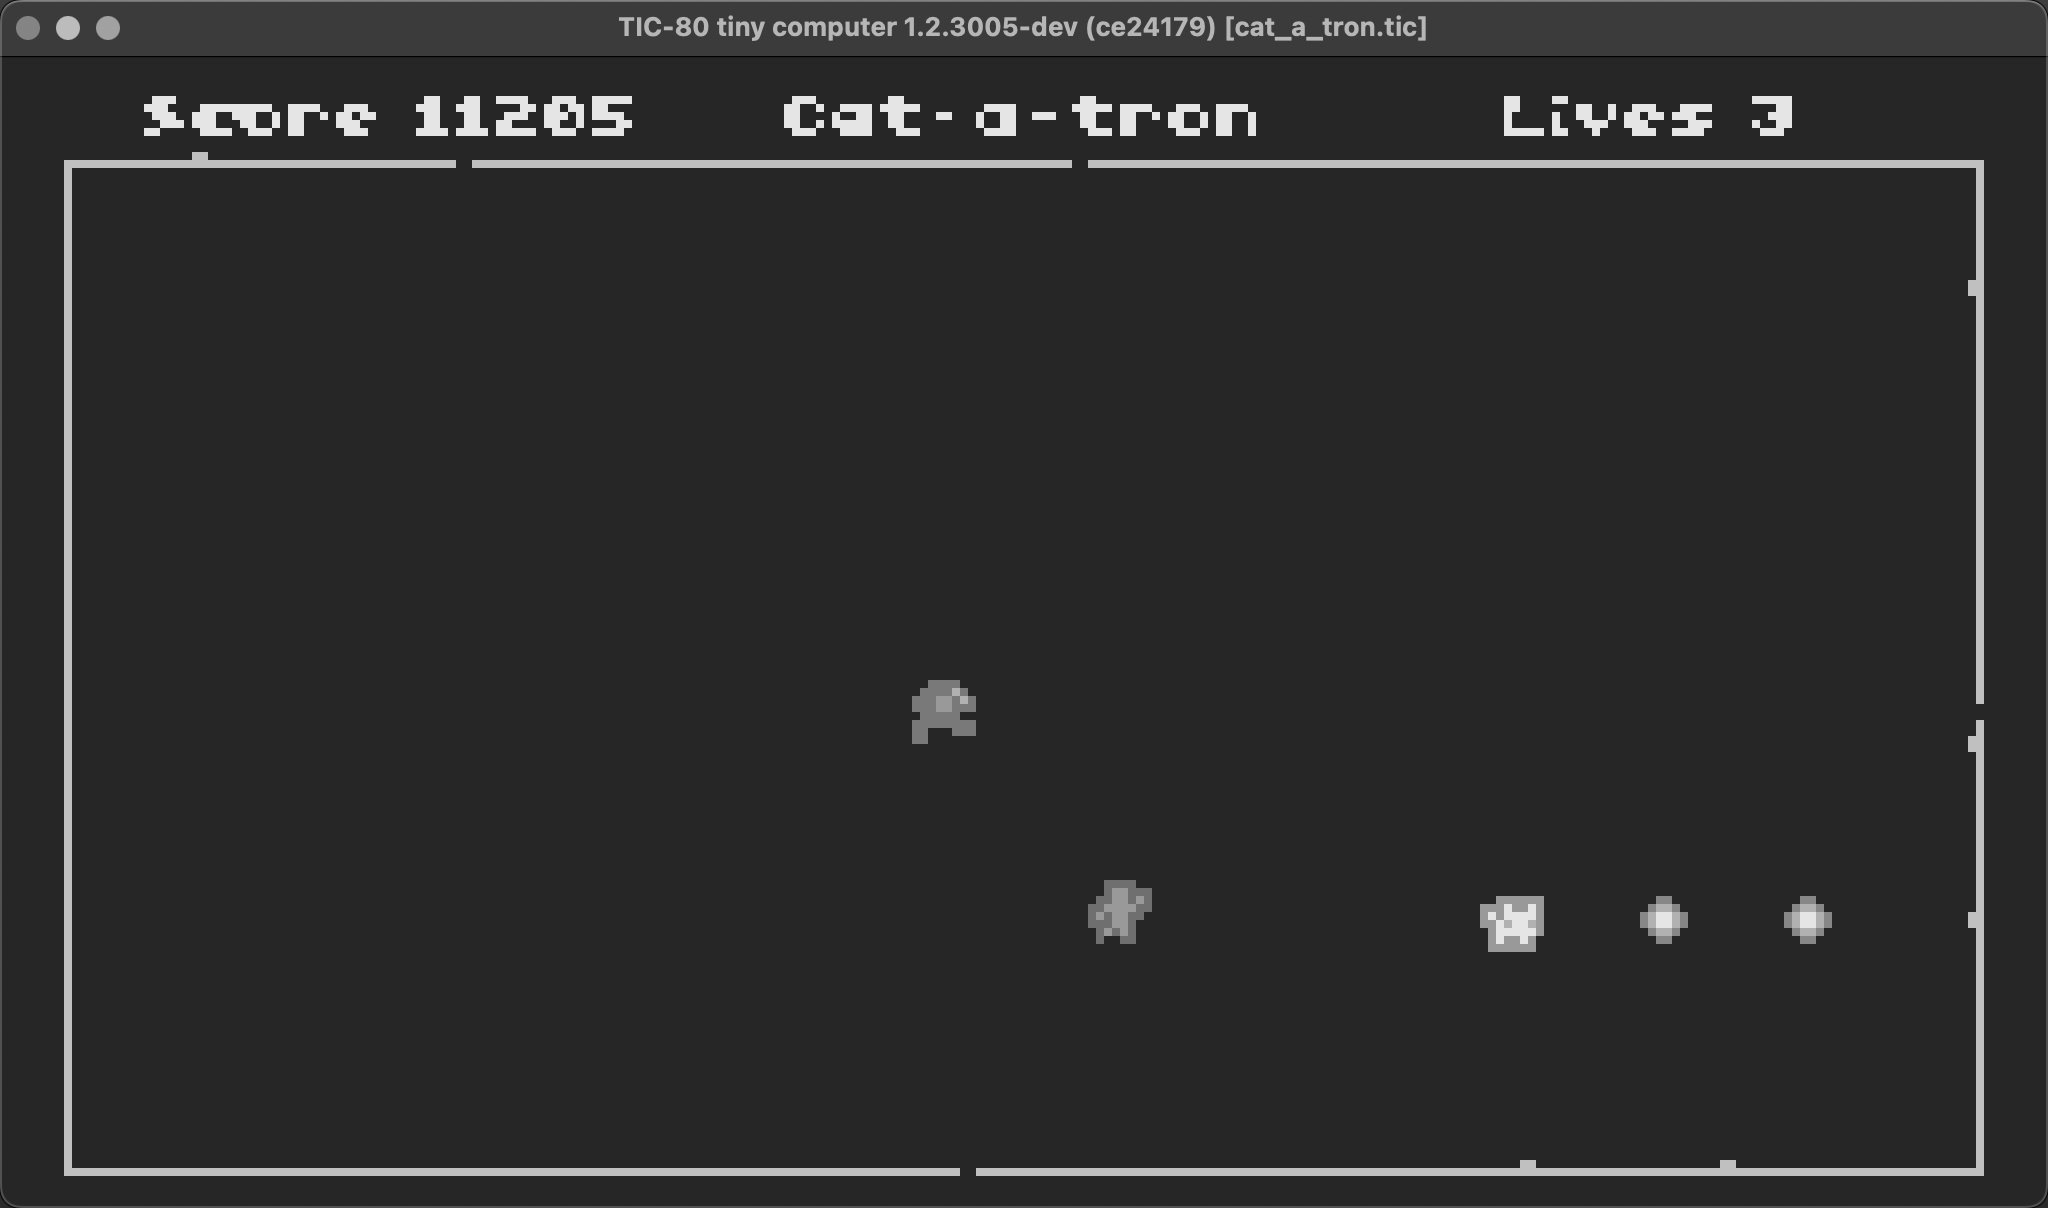 TIC-80 tiny computer 1.2.3005-dev (ce24179) [cat_a_tron.tic]
Score 11205 Cat-a-tron Lives 3